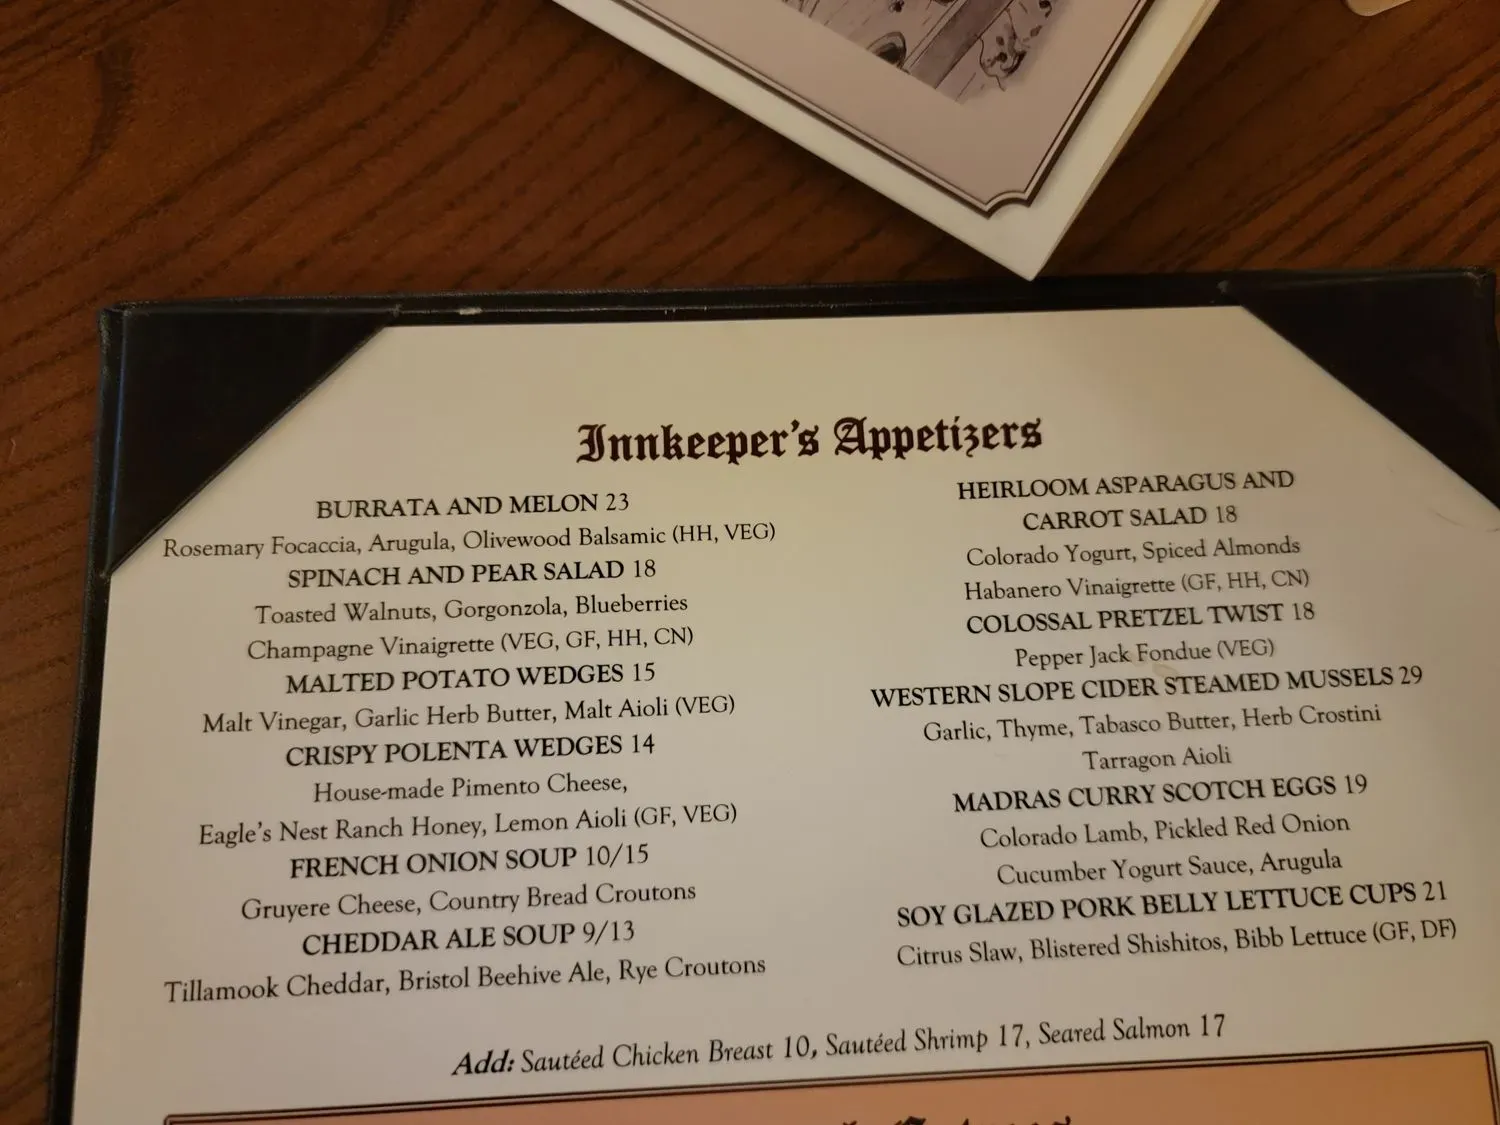 Innkeeper's Appetizers
BURRATA AND MELON 23
Rosemary Focaccia, Arugula, Olivewood Balsamic (HH, VEG)
SPINACH AND PEAR SALAD 18
Toasted Walnuts, Gorgonzola, Blueberries
Champagne Vinaigrette (VEG, GF, HH, CN)
MALTED POTATO WEDGES 15
Malt Vinegar, Garlic Herb Butter, Malt Aioli (VEG)
CRISPY POLENTA WEDGES 14
House-made Pimento Cheese,
Eagle's Nest Ranch Honey, Lemon Aioli (GF, VEG)
FRENCH ONION SOUP 10/15
Gruyere Cheese, Country Bread Croutons
CHEDDAR ALE SOUP 9/13
Tillamook Cheddar, Bristol Beehive Ale, Rye Croutons
HEIRLOOM ASPARAGUS AND
CARROT SALAD 18
Colorado Yogurt, Spiced Almonds
Habanero Vinaigrette (GF, HH, CN)
COLOSSAL PRETZEL TWIST 18
Pepper Jack Fondue (VEG)
WESTERN SLOPE CIDER STEAMED MUSSELS 29
Garlic, Thyme, Tabasco Butter, Herb Crostini
Tarragon Aioli
MADRAS CURRY SCOTCH EGGS 19
Colorado Lamb, Pickled Red Onion
Cucumber Yogurt Sauce, Arugula
SOY GLAZED PORK BELLY LETTUCE CUPS 21
Citrus Slaw, Blistered Shishitos, Bibb Lettuce (GF, DF)
Add: Sautéed Chicken Breast 10, Sautéed Shrimp 17, Seared Salmon 17